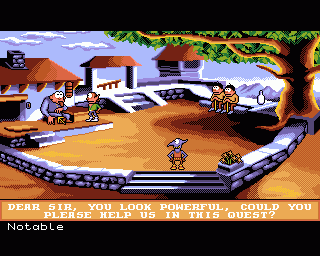 DEAR SIR, YOU LOOK POWERFUL, COULD YOU
PLEASE HELP US IN THIS QUEST?
Notable